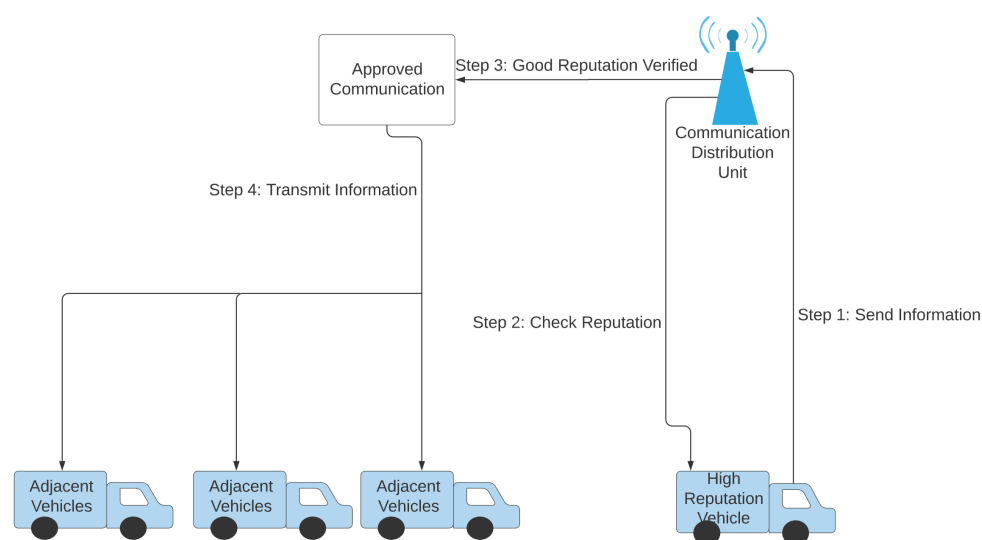 Step 3: Good Reputation Verified
Approved
Communication
Communication
Distribution
Unit
Step 4: Transmit Information
Step 2: Check Reputation
Step 1: Send Information
Adjacent
Vehicles
Adjacent
Vehicles
Adjacent
Vehicles
High
Reputation
Vehicle